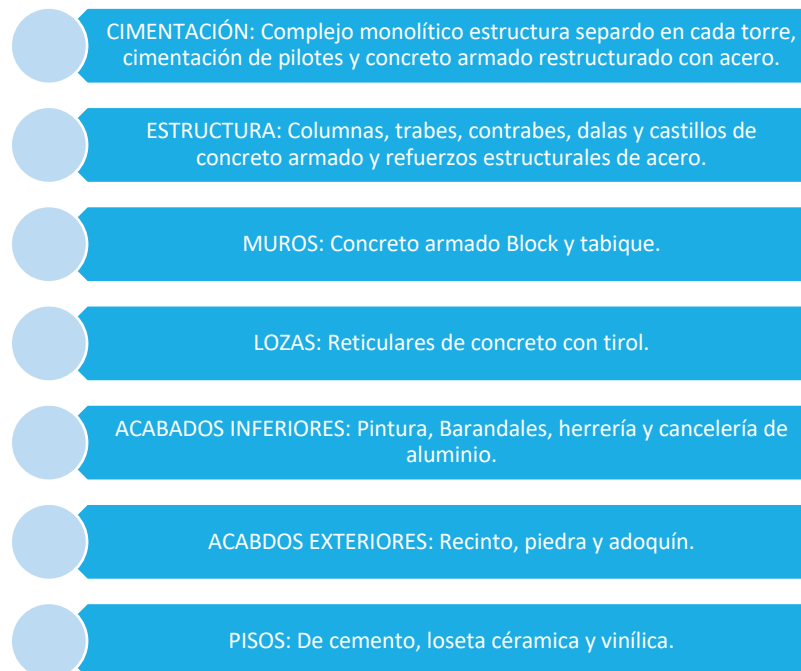 CIMENTACIÓN: Complejo monolítico estructura separdo en cada torre,
cimentación de pilotes y concreto armado restructurado con acero.
ESTRUCTURA: Columnas, trabes, contrabes, dalas y castillos de
concreto armado y refuerzos estructurales de acero.
MUROS: Concreto armado Block y tabique.
LOZAS: Reticulares de concreto con tirol.
ACABADOS INFERIORES: Pintura, Barandales, herrería y cancelería de
aluminio.
ACABDOS EXTERIORES: Recinto, piedra y adoquín.
PISOS: De cemento, loseta céramica y vinílica.